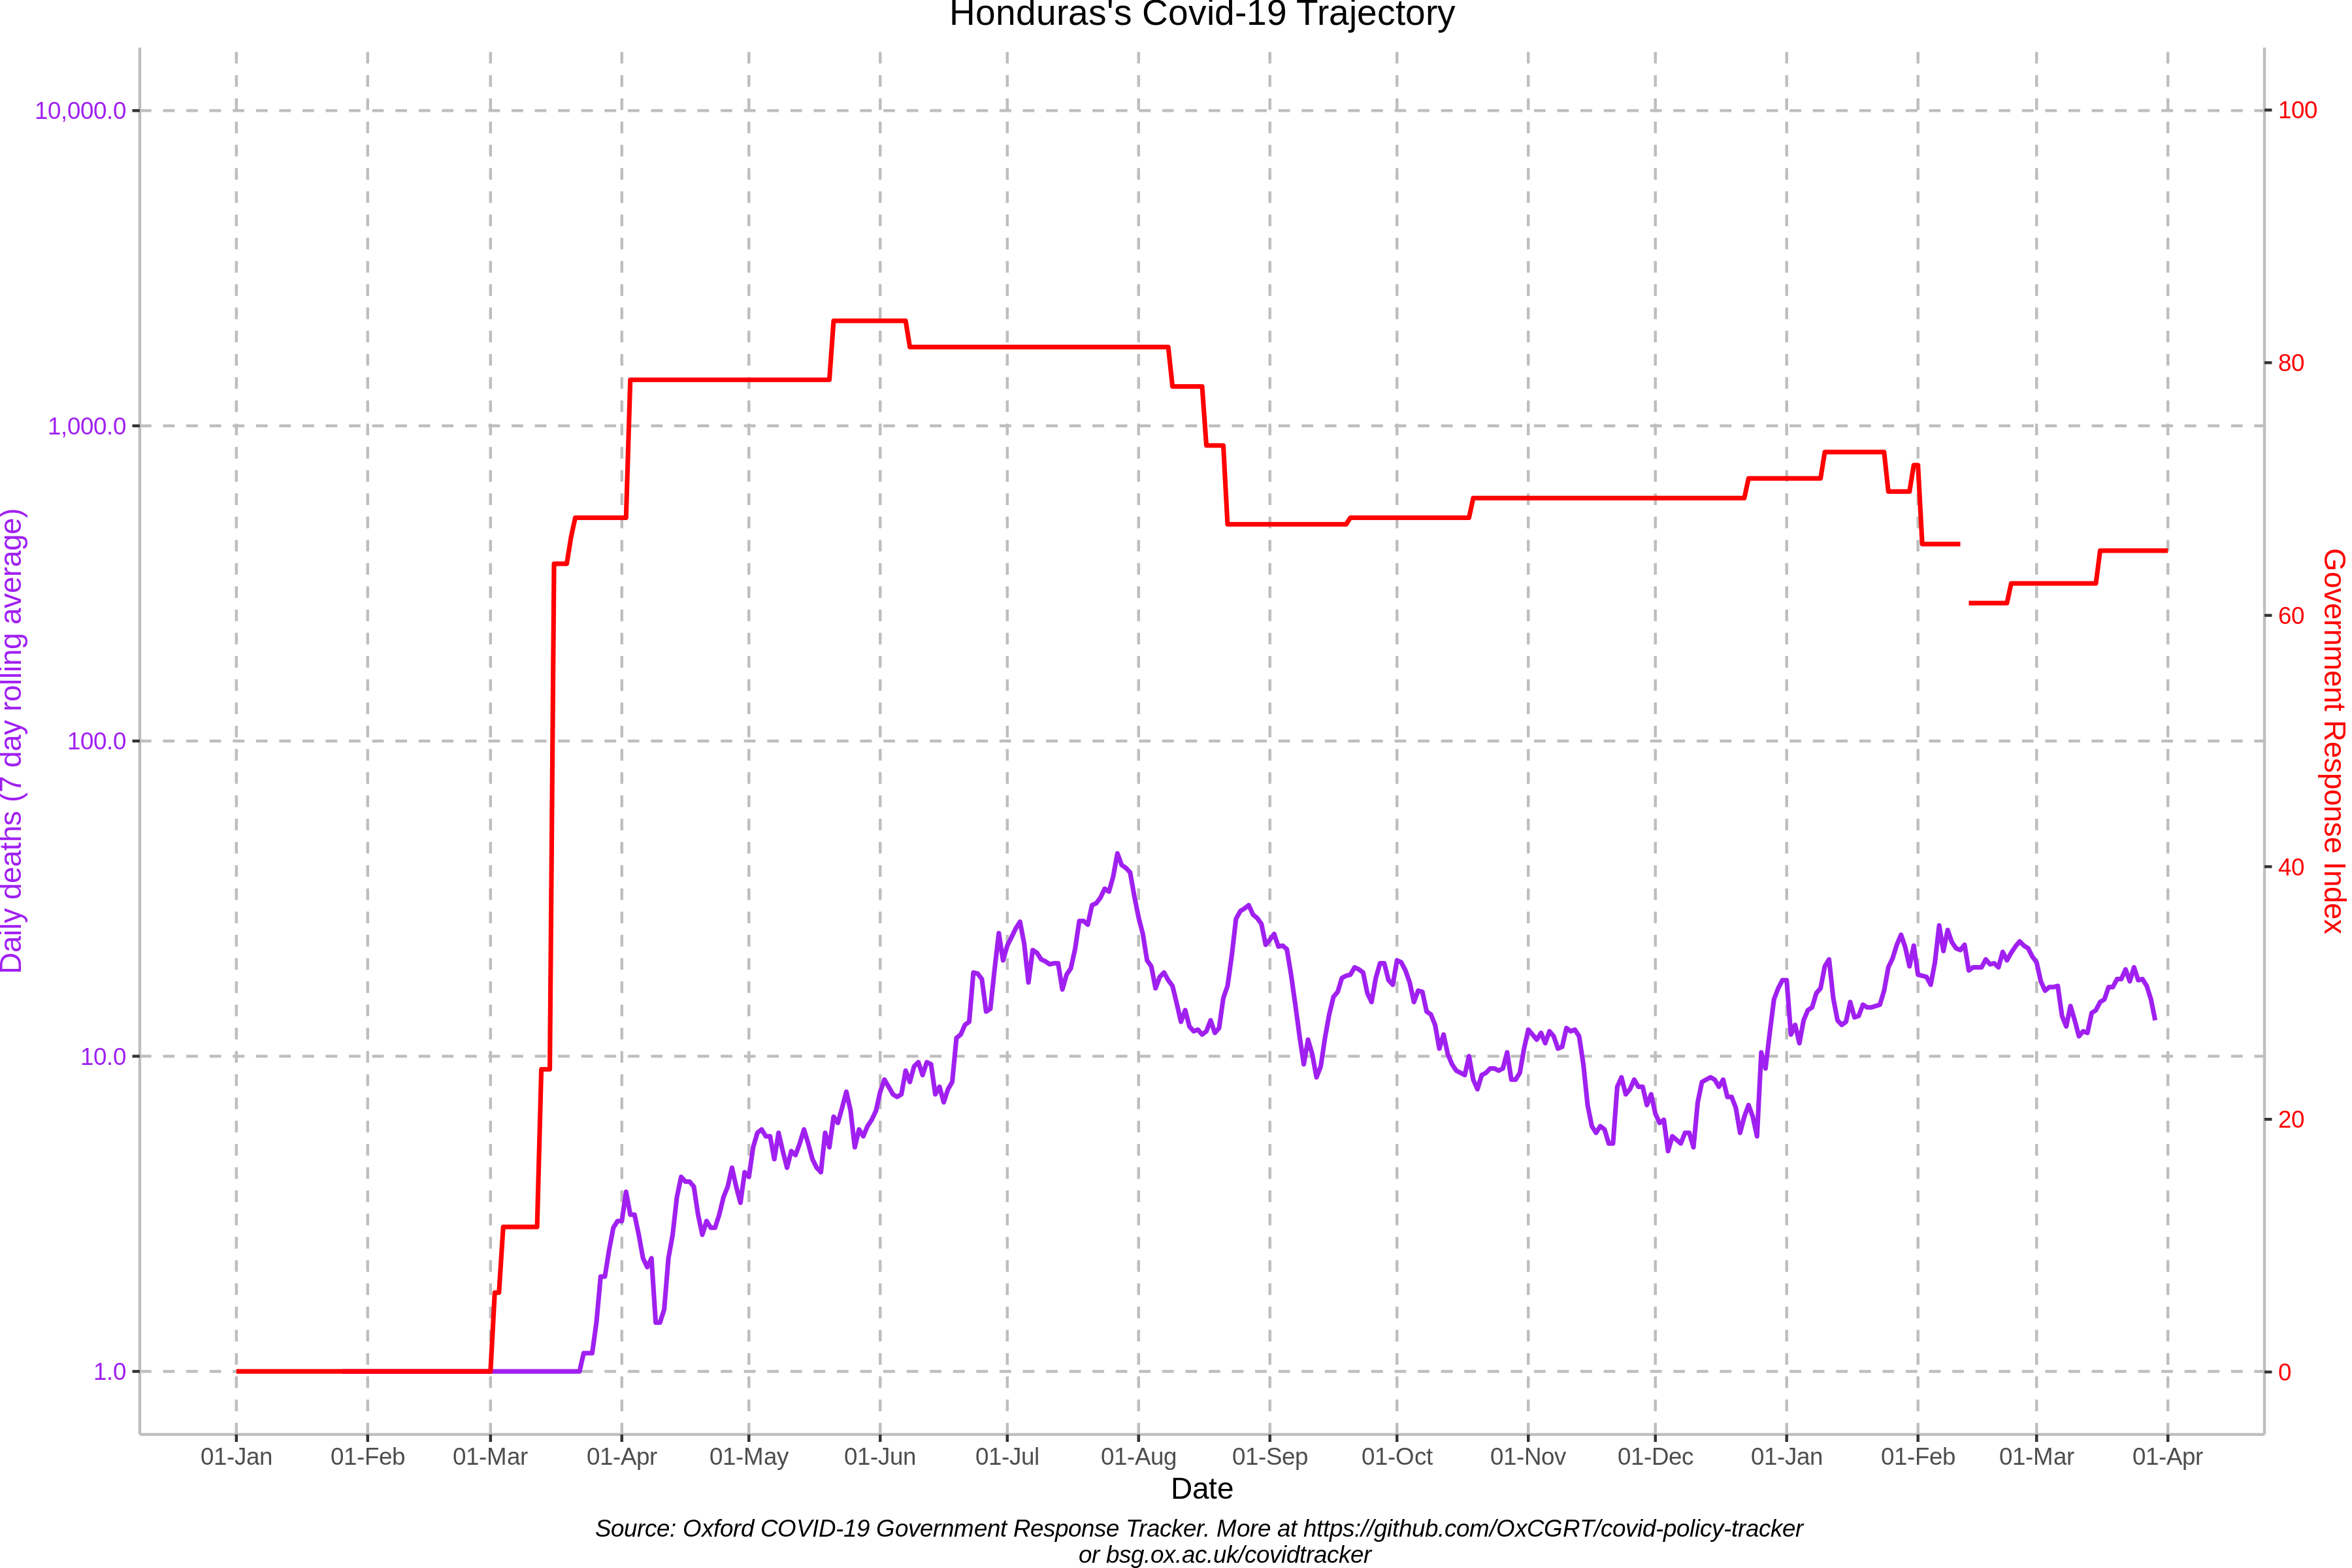 Honduras's Covid-19 Trajectory
10,000.0
1,000.0
100.0
10.0
1.0
Daily deaths (7 day rolling average)
100
80
60
40
20
0
Government Response Index
01-Jan 01-Feb 01-Mar 01-Apr 01-May 01-Jun 01-Jul 01-Aug 01-Sep 01-Oct 01-Nov 01-Dec 01-Jan 01-Feb 01-Mar 01-Apr
Date
Source: Oxford COVID-19 Government Response Tracker. More at https://github.com/OxCGRT/covid-policy-tracker
or bsg.ox.ac.uk/covidtracker